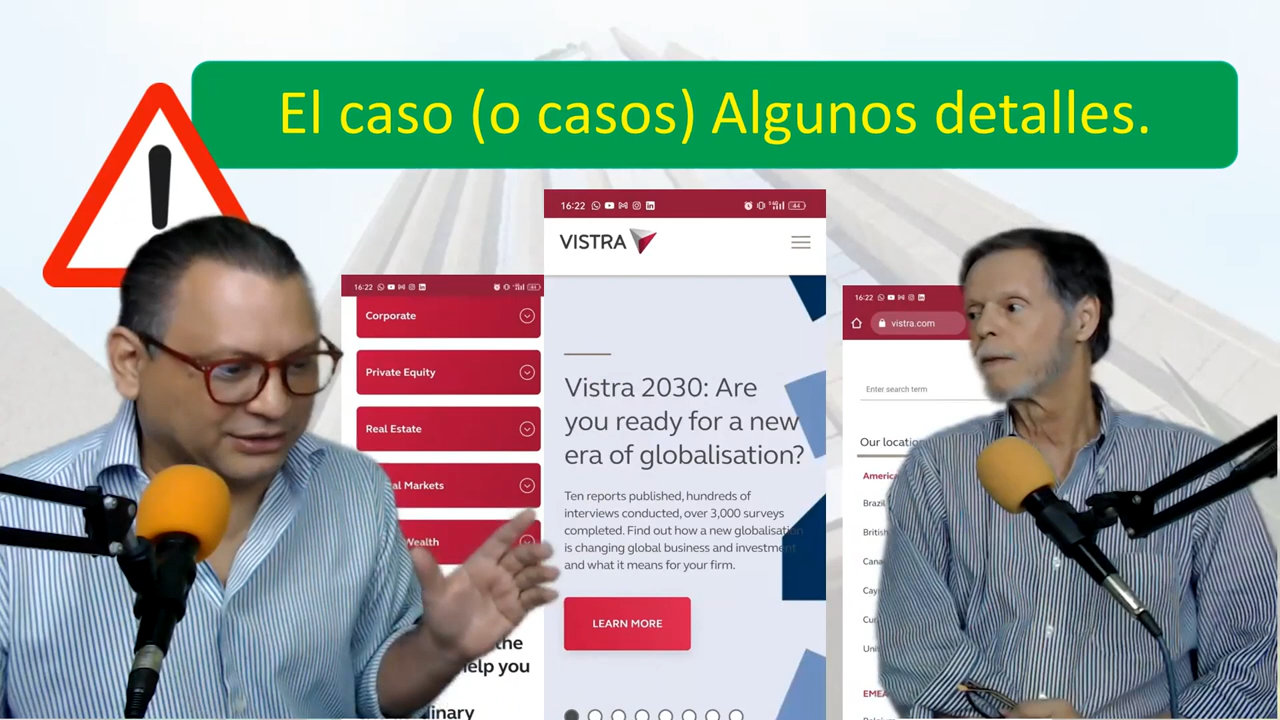 El caso (o casos) Algunos detalles.
16:22
Corporate
Private Equity
Real Estate
Markets
Wealth
the
help you
16:22
44
VISTRA
Vistra 2030: Are
you ready for a new
era of globalisation?
Ten reports published, hundreds of
interviews conducted, over 3,000 surveys
completed. Find out how a new globalisation
is changing global business and investment
and what it means for your firm.
LEARN MORE
16:22
vistra.com
Enter search term
Our
America
Brazil
British
EMEA